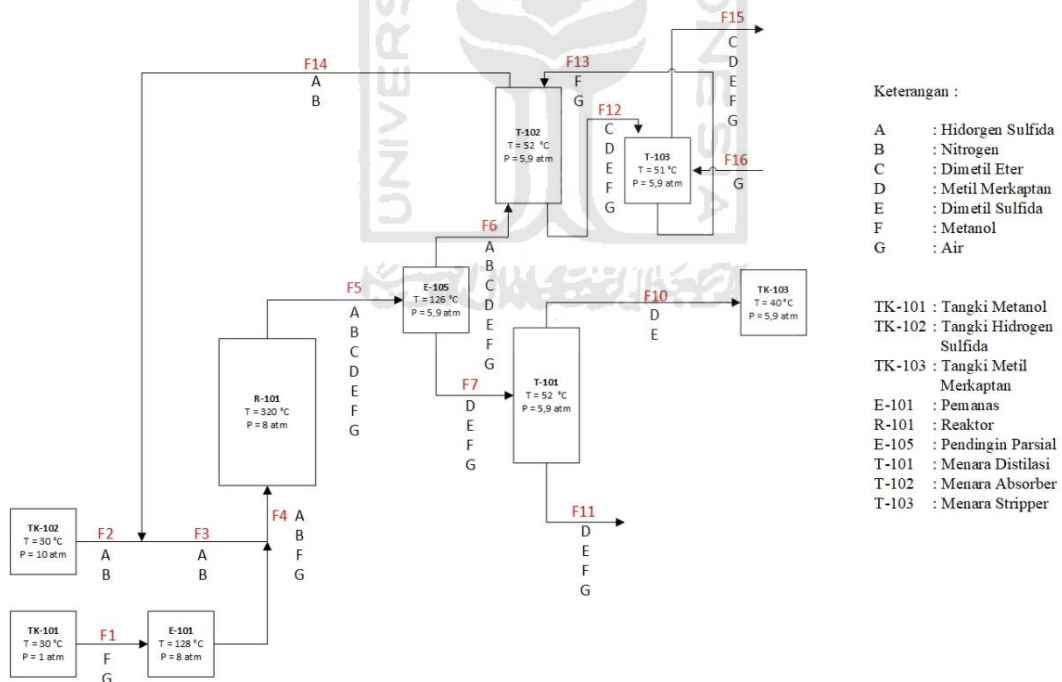 F15
C
D
E
F
G
F14
A
B
F13
F
G
F12
C
D
E
F
G
T-102
T = 52 °C
P = 5,9 atm
T-103
T = 51 °C
P = 5,9 atm
F16
G
F6
A
B
C
D
E
F
G
E-105
T = 126 °C
P = 5,9 atm
F5
A
B
C
D
E
F
G
F10
D
E
TK-103
T = 40 °C
P = 5,9 atm
F7
D
E
F
G
T-101
T = 52 °C
P = 5,9 atm
R-101
T = 320 °C
P = 8 atm
F11
D
E
F
G
F4
A
B
F
G
TK-102
T = 30 °C
P = 10 atm
F2
A
B
F3
A
B
TK-101
T = 30 °C
P = 1 atm
F1
F
G
E-101
T = 128 °C
P = 8 atm
Keterangan :
A : Hidorgen Sulfida
B : Nitrogen
C : Dimetil Eter
D : Metil Merkaptan
E : Dimetil Sulfida
F : Metanol
G : Air
TK-101 : Tangki Metanol
TK-102 : Tangki Hidrogen
Sulfida
TK-103 : Tangki Metil
Merkaptan
E-101 : Pemanas
R-101 : Reaktor
E-105 : Pendingin Parsial
T-101 : Menara Distilasi
T-102 : Menara Absorber
T-103 : Menara Stripper